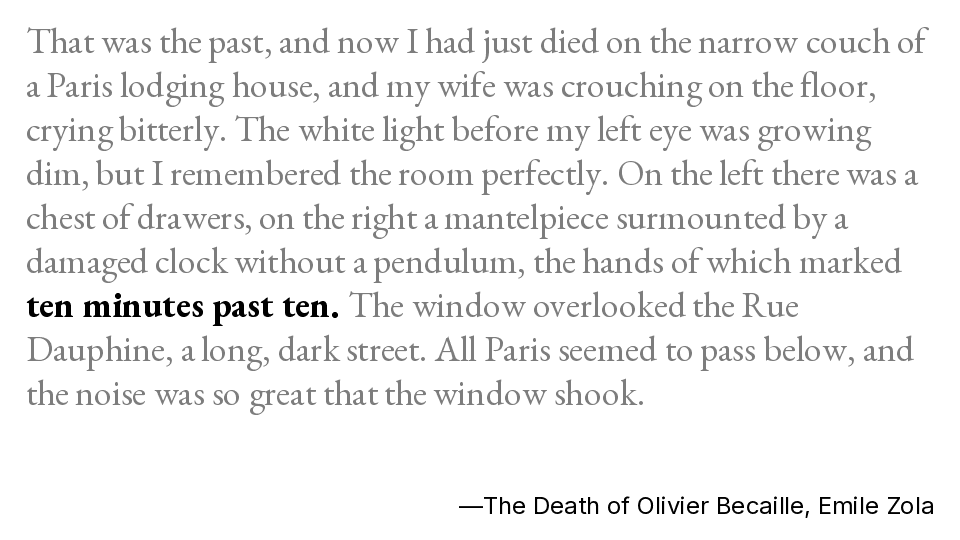 That was the past, and now I had just died on the narrow couch of
a Paris lodging house, and my wife was crouching on the floor,
crying bitterly. The white light before my left eye was growing
dim, but I remembered the room perfectly. On the left there was a
chest of drawers, on the right a mantelpiece surmounted by a
damaged clock without a pendulum, the hands of which marked
ten minutes past ten. The window overlooked the Rue
Dauphine, a long, dark street. All Paris seemed to pass below, and
the noise was so great that the window shook.
—The Death of Olivier Becaille, Emile Zola